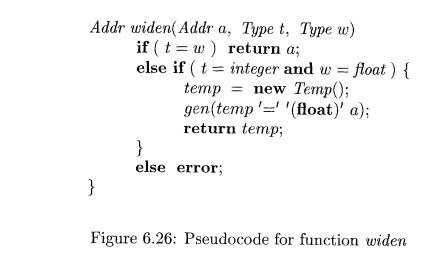 Addr widen(Addr a, Type t, Type w)
if ( t = w ) return a;
else if ( t = integer and w = float ) {
temp = new Temp();
gen(temp '=' '(float)' a);
return temp;
}
else error;
}
Figure 6.26: Pseudocode for function widen